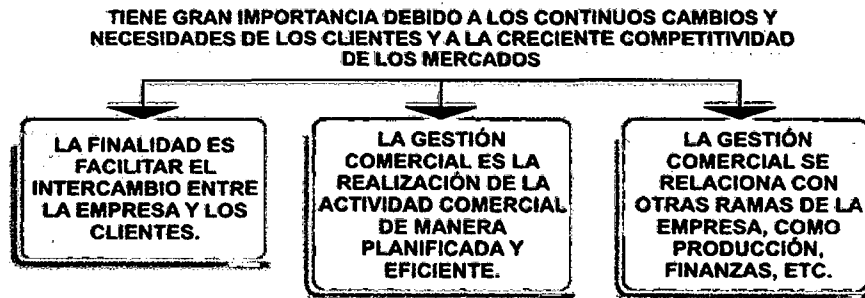 TIENE GRAN IMPORTANCIA DEBIDO A LOS CONTINUOS CAMBIOS Y
NECESIDADES DE LOS CLIENTES Y A LA CRECIENTE COMPETITIVIDAD
DE LOS MERCADOS
LA FINALIDAD ES
FACILITAR EL
INTERCAMBIO ENTRE
LA EMPRESA Y LOS
CLIENTES.
LA GESTIÓN
COMERCIAL ES LA
REALIZACIÓN DE LA
ACTIVIDAD COMERCIAL
DE MANERA
PLANIFICADA Y
EFICIENTE.
LA GESTIÓN
COMERCIAL SE
RELACIONA CON
OTRAS RAMAS DE LA
EMPRESA, COMO
PRODUCCIÓN,
FINANZAS, ETC.